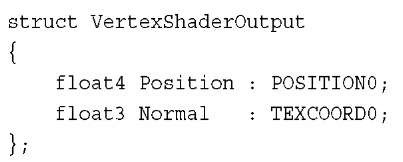 struct VertexShaderOutput
{
    float4 Position : POSITION0;
    float3 Normal   : TEXCOORD0;
};